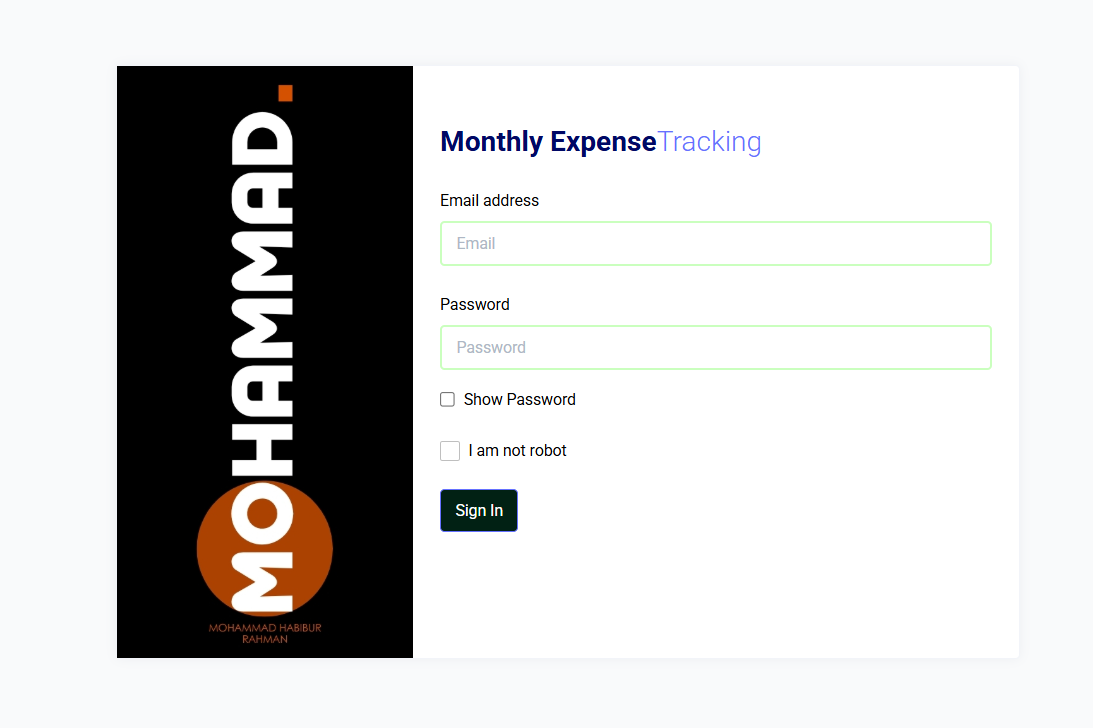 MOHAMMAD.
MOHAMMAD HABIBUR
RAHMAN
Monthly ExpenseTracking
Email address
Email
Password
Password
Show Password
I am not robot
Sign In